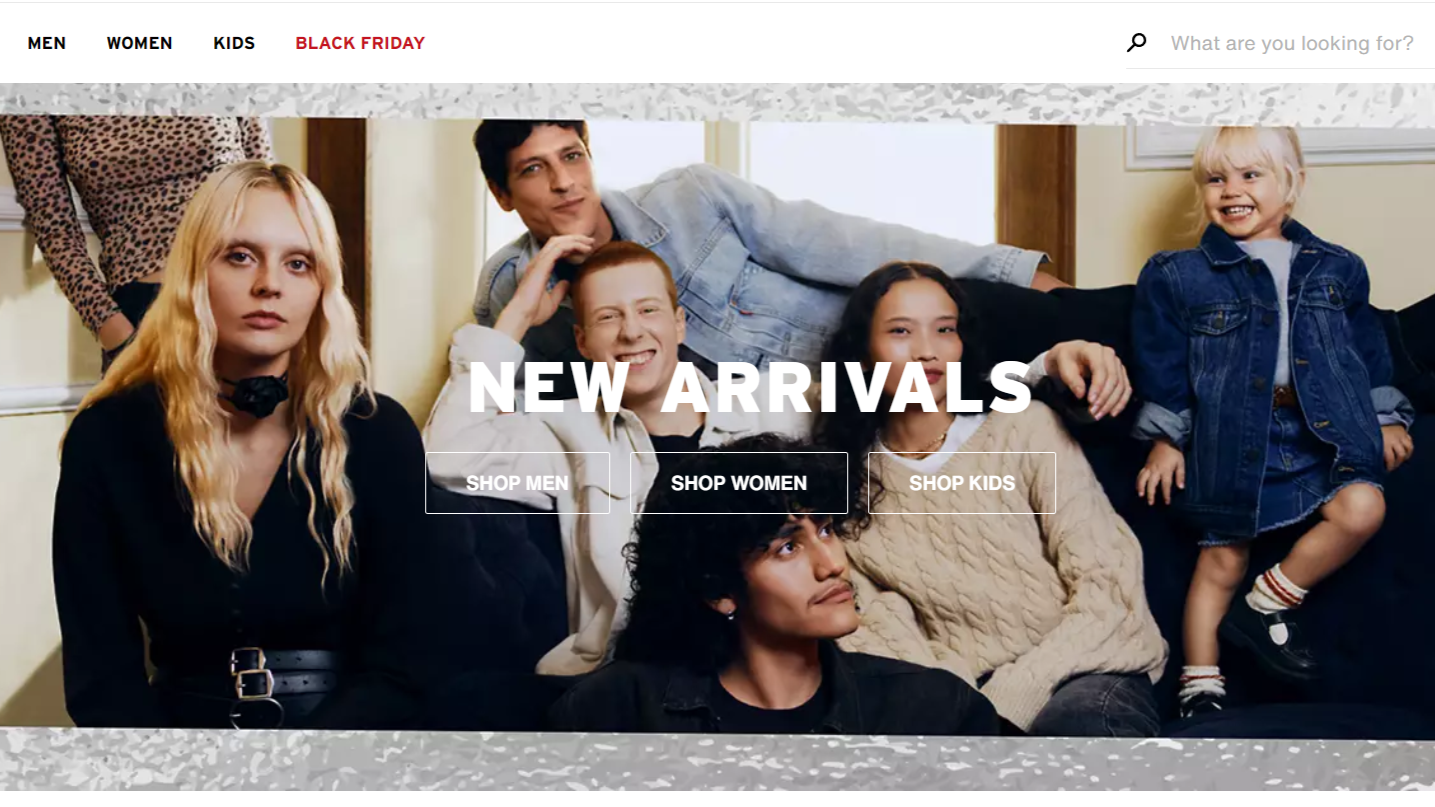 MEN WOMEN KIDS BLACK FRIDAY What are you looking for?
NEW ARRIVALS
SHOP MEN SHOP WOMEN SHOP KIDS